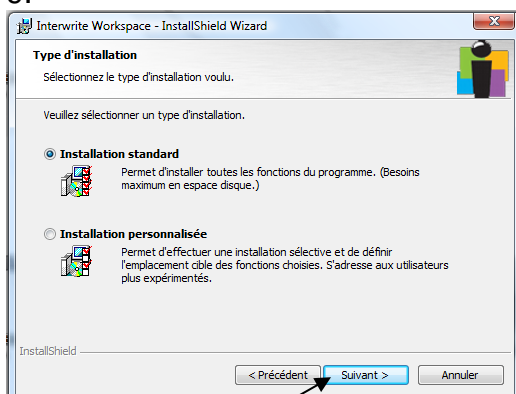 Interwrite Workspace - InstallShield Wizard
Type d'installation
Sélectionnez le type d'installation voulu.
Veuillez sélectionner un type d'installation.
Installation standard
Permet d'installer toutes les fonctions du programme. (Besoins
maximum en espace disque.)
Installation personnalisée
Permet d'effectuer une installation sélective et de définir
l'emplacement cible des fonctions choisies. S'adresse aux utilisateurs
plus expérimentés.
InstallShield
< Précédent
Suivant >
Annuler